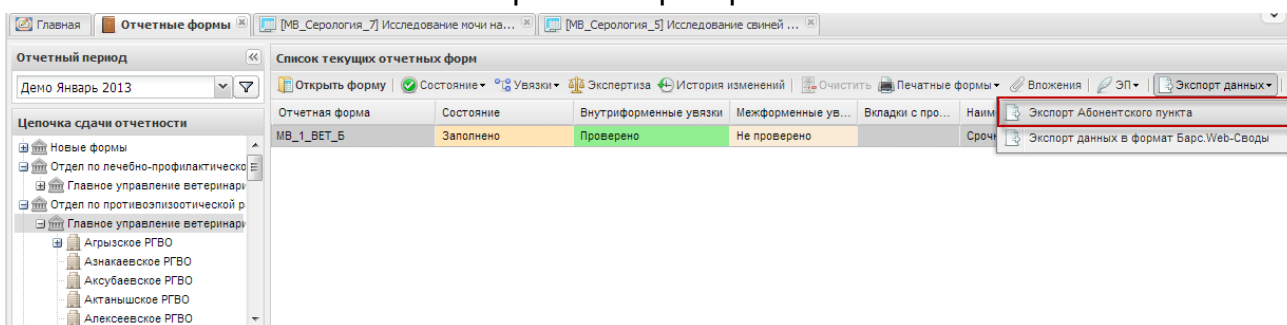 Главная Отчетные формы [МВ_Серология_7] Исследование мочи на... [МВ_Серология_5] Исследование свиней ...
Отчетный период
Список текущих отчетных форм
Демо Январь 2013
Открыть форму Состояние Увязки Экспертиза История изменений Очистить Печатные формы Вложения ЭП Экспорт данных
Отчетная форма Состояние Внутриформенные увязки Межформенные ув... Вкладки с про... Наим
Экспорт Абонентского пункта
Цепочка сдачи отчетности
МВ_1_ВЕТ_Б Заполнено Проверено Не проверено Сроч
Экспорт данных в формат Барс.Web-Своды
Новые формы
Отдел по лечебно-профилактическо
Главное управление ветеринари
Отдел по противоэпизоотической р
Главное управление ветеринари
Агрызское РГВО
Азнакаевское РГВО
Аксубаевское РГВО
Актанышское РГВО
Алексеевское РГВО